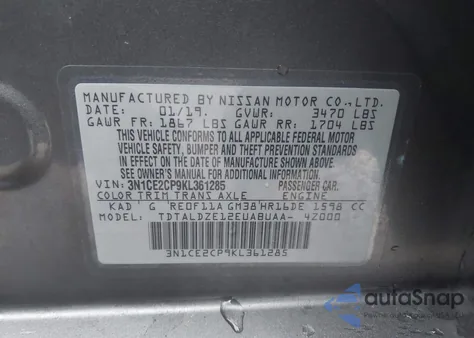 MANUFACTURED BY NISSAN MOTOR CO.,LTD.
DATE: 01/19. GVWR: 3470 LBS
GAWR FR: 1867 LBS GAWR RR: 1704 LBS
THIS VEHICLE CONFORMS TO ALL APPLICABLE FEDERAL MOTOR
VEHICLE SAFETY, BUMPER AND THEFT PREVENTION STANDARDS
IN EFFECT ON THE DATE OF MANUFACTURE SHOWN ABOVE.
SEE OWNER'S MANUAL FOR ADDITIONAL INFORMATION
VIN: 3N1CE2CP9KL361285 PASSENGER CAR.
COLOR TRIM TRANS AXLE ENGINE
KAD G RE0F11A GM38 HR16DE 1598 CC
MODEL: TDTALDZE12EUABUAA- 4Z000
3N1CE2CP9KL361285
autoSnap